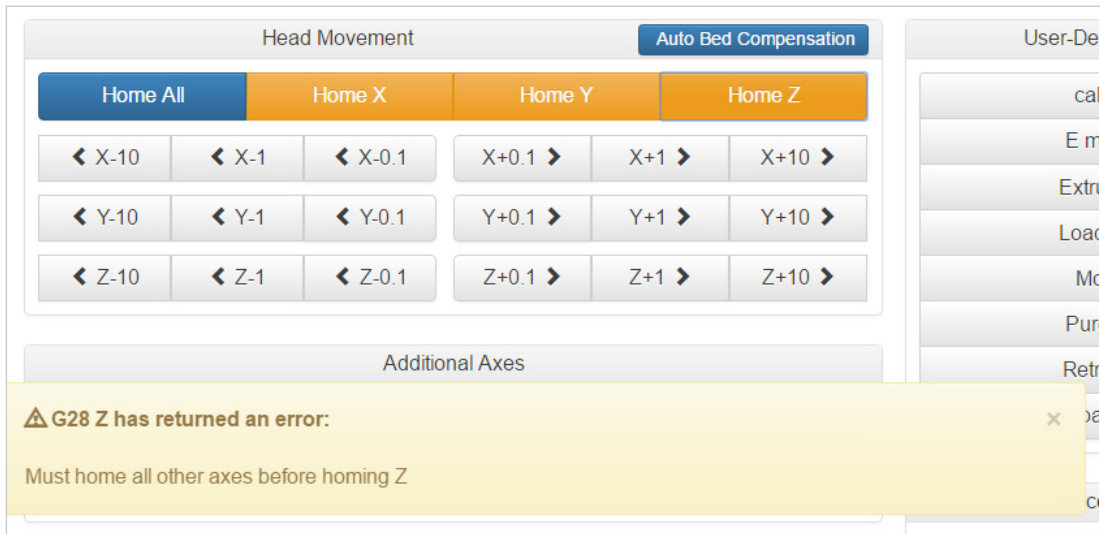 Head Movement
Auto Bed Compensation
Home All
Home X
Home Y
Home Z
X-10
X-1
X-0.1
X+0.1
X+1
X+10
Y-10
Y-1
Y-0.1
Y+0.1
Y+1
Y+10
Z-10
Z-1
Z-0.1
Z+0.1
Z+1
Z+10
Additional Axes
G28 Z has returned an error:
×
Must home all other axes before homing Z
User-De
E m